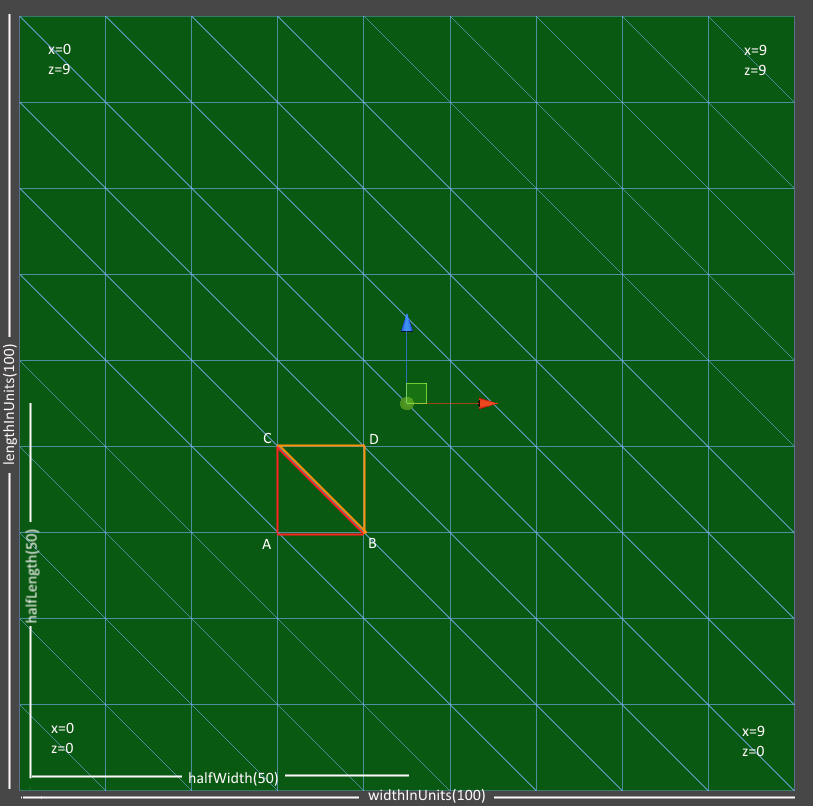 x=0
z=9
x=9
z=9
lengthInUnits(100)
C
D
A
B
halfLength(50)
x=0
z=0
x=9
z=0
halfWidth(50)
widthInUnits(100)